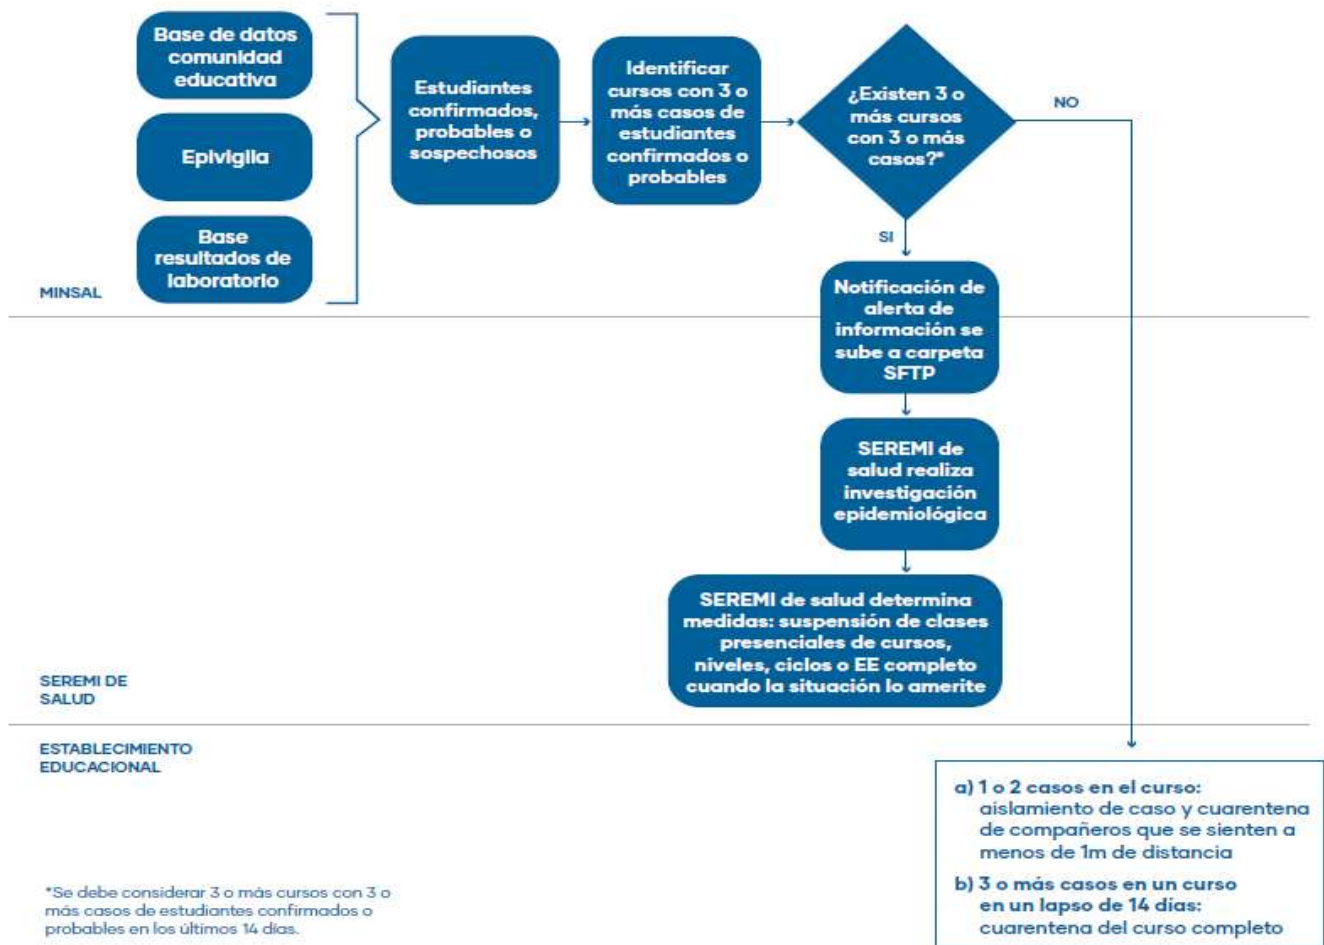 Base de datos
comunidad
educativa
Epivigila
Base
resultados de
laboratorio
MINSAL
Estudiantes
confirmados,
probables o
sospechosos
Identificar
cursos con 3 o
más casos de
estudiantes
confirmados o
probables
¿Existen 3 o
más cursos
con 3 o más
casos?*
NO
SI
Notificación de
alerta de
información se
sube a carpeta
SFTP
SEREMI de
salud realiza
investigación
epidemiológica
SEREMI de salud determina
medidas: suspensión de clases
presenciales de cursos,
niveles, ciclos o EE completo
cuando la situación lo amerite
SEREMI DE
SALUD
ESTABLECIMIENTO
EDUCACIONAL
a) 1 o 2 casos en el curso:
aislamiento de caso y cuarentena
de compañeros que se sienten a
menos de 1m de distancia
b) 3 o más casos en un curso
en un lapso de 14 días:
cuarentena del curso completo
*Se debe considerar 3 o más cursos con 3 o
más casos de estudiantes confirmados o
probables en los últimos 14 días.